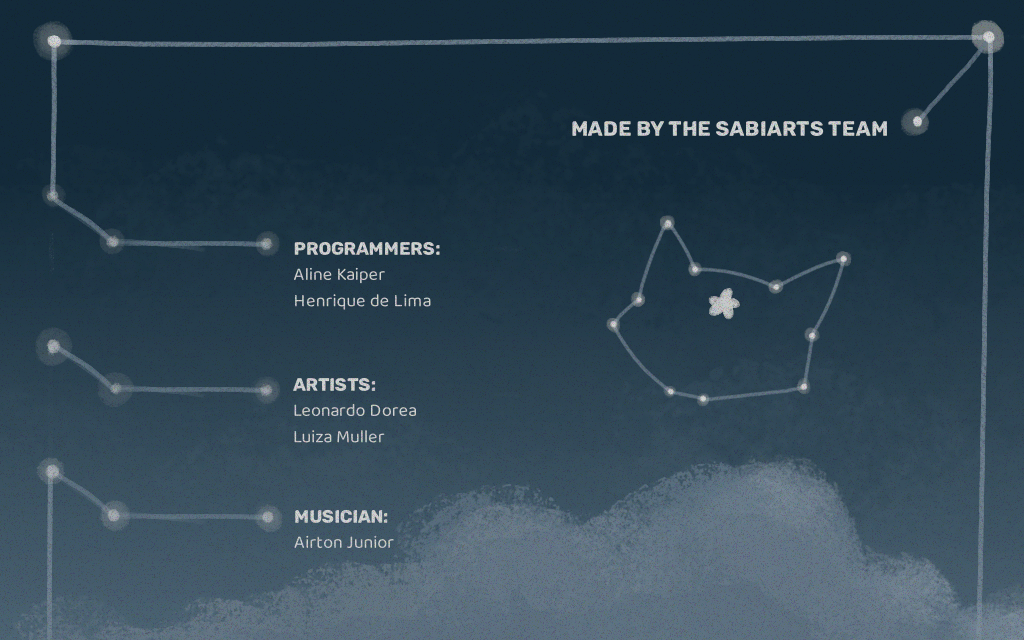 MADE BY THE SABIARTS TEAM
PROGRAMMERS:
Aline Kaiper
Henrique de Lima
ARTISTS:
Leonardo Dorea
Luiza Muller
MUSICIAN:
Airton Junior